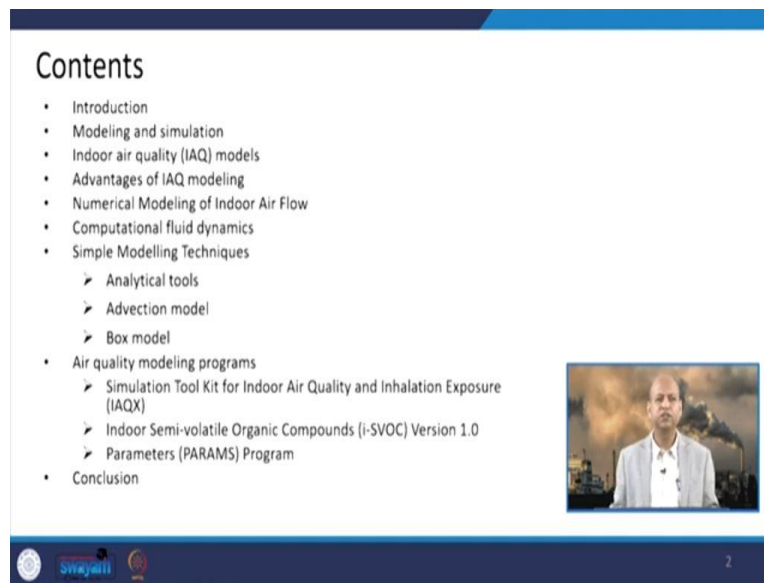 Contents
• Introduction
• Modeling and simulation
• Indoor air quality (IAQ) models
• Advantages of IAQ modeling
• Numerical Modeling of Indoor Air Flow
• Computational fluid dynamics
• Simple Modelling Techniques
➤ Analytical tools
➤ Advection model
➤ Box model
• Air quality modeling programs
➤ Simulation Tool Kit for Indoor Air Quality and Inhalation Exposure
(IAQX)
➤ Indoor Semi-volatile Organic Compounds (i-SVOC) Version 1.0
➤ Parameters (PARAMS) Program
• Conclusion
swayam
2